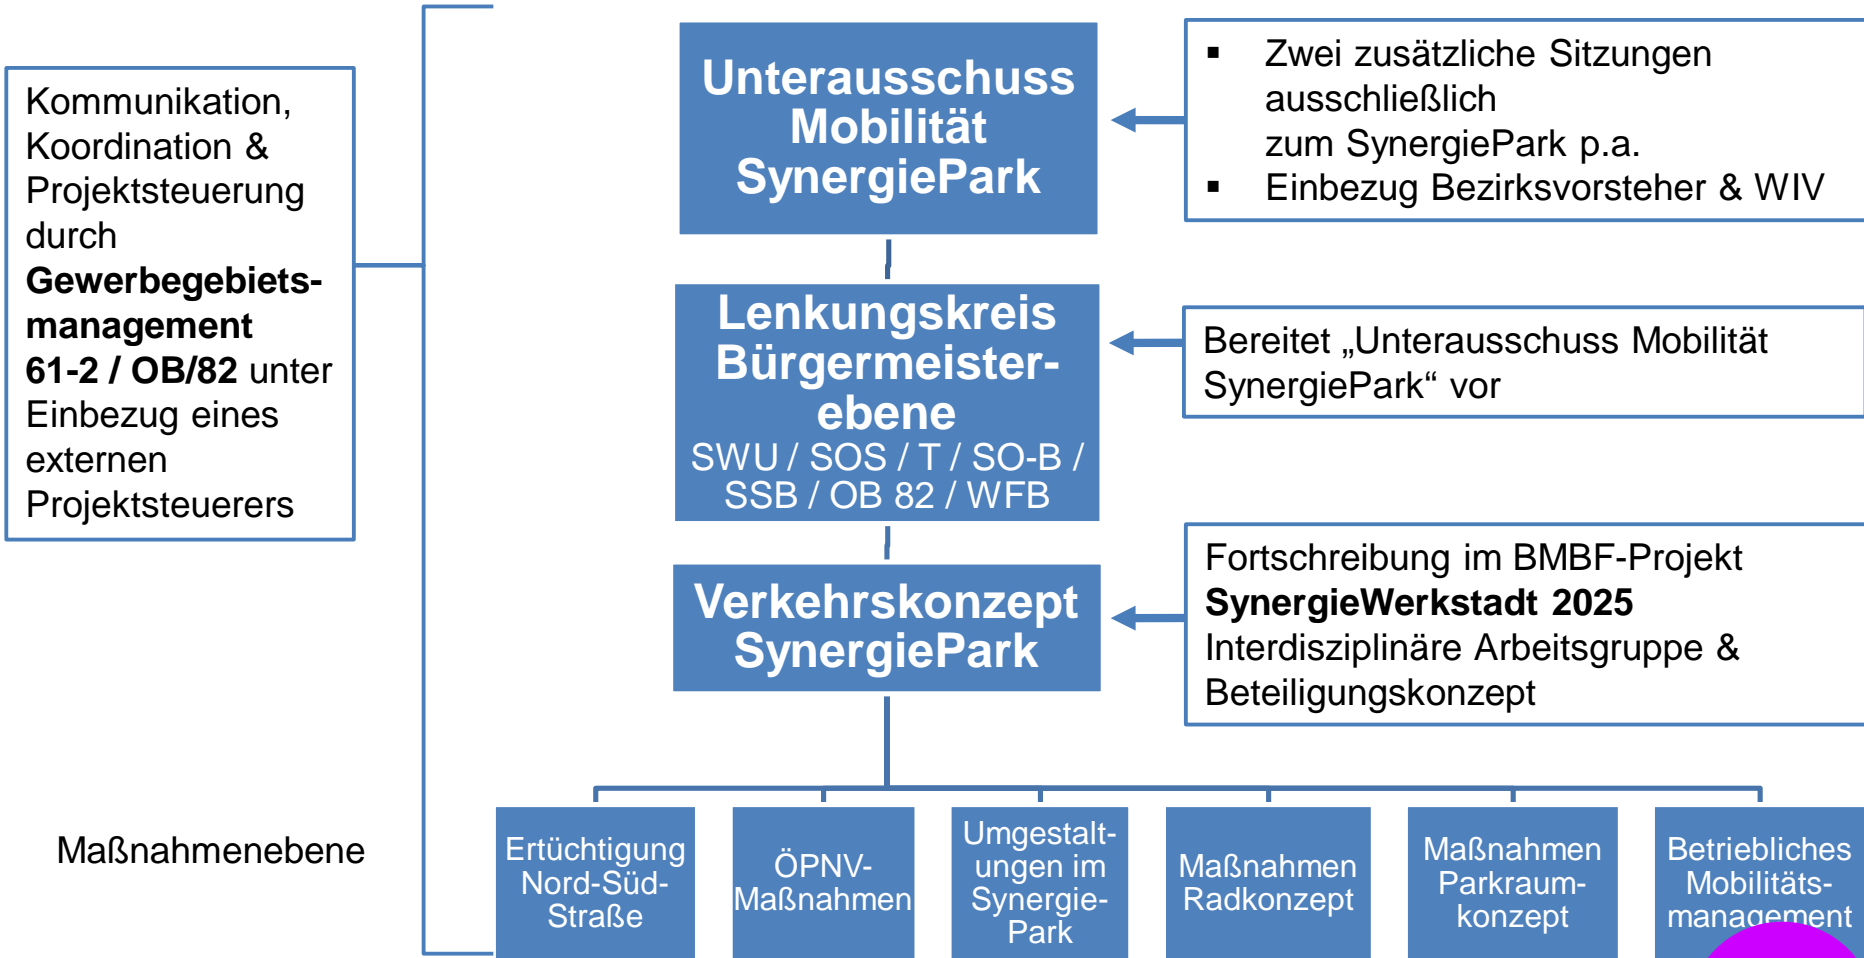 Kommunikation,
Koordination &
Projektsteuerung
durch
Gewerbegebiets-
management
61-2 / OB/82 unter
Einbezug eines
externen
Projektsteuerers
Unterausschuss
Mobilität
SynergiePark
▪ Zwei zusätzliche Sitzungen
ausschließlich
zum SynergiePark p.a.
▪ Einbezug Bezirksvorsteher & WIV
Lenkungskreis
Bürgermeister-
ebene
SWU / SOS / T / SO-B /
SSB / OB 82 / WFB
Bereitet „Unterausschuss Mobilität
SynergiePark“ vor
Verkehrskonzept
SynergiePark
Fortschreibung im BMBF-Projekt
SynergieWerkstadt 2025
Interdisziplinäre Arbeitsgruppe &
Beteiligungskonzept
Maßnahmenebene
Ertüchtigung
Nord-Süd-
Straße
ÖPNV-
Maßnahmen
Umgestalt-
ungen im
Synergie-
Park
Maßnahmen
Radkonzept
Maßnahmen
Parkraum-
konzept
Betriebliches
Mobilitäts-
management